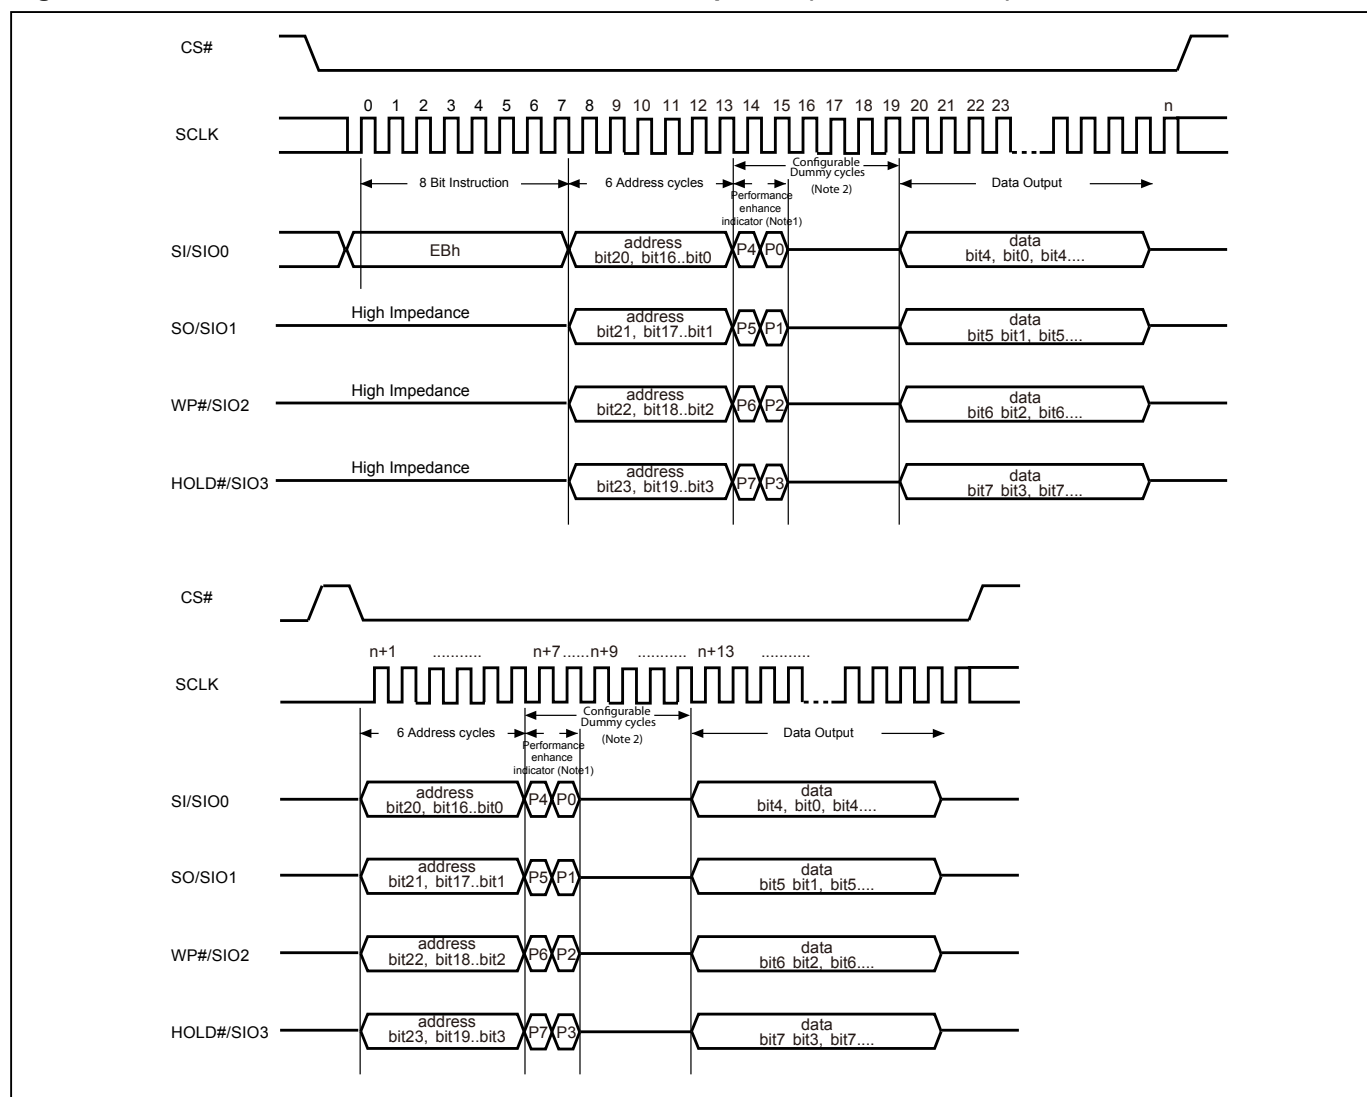 CS#
0 1 2 3 4 5 6 7 8 9 10 11 12 13 14 15 16 17 18 19 20 21 22 23 n
SCLK
Configurable
Dummy cycles
(Note 2)
8 Bit Instruction
6 Address cycles
Data Output
Performance
enhance
indicator (Note1)
SI/SIO0
EBh
address
bit20, bit16..bit0
P4 P0
data
bit4, bit0, bit4....
High Impedance
SO/SIO1
address
bit21, bit17..bit1
P5 P1
data
bit5 bit1, bit5....
High Impedance
WP#/SIO2
address
bit22, bit18..bit2
P6 P2
data
bit6 bit2, bit6....
High Impedance
HOLD#/SIO3
address
bit23, bit19..bit3
P7 P3
data
bit7 bit3, bit7....
CS#
n+1 ........... n+7......n+9 ........... n+13 ...........
SCLK
Configurable
Dummy cycles
(Note 2)
6 Address cycles
Data Output
Performance
enhance
indicator (Note1)
SI/SIO0
address
bit20, bit16..bit0
P4 P0
data
bit4, bit0, bit4....
SO/SIO1
address
bit21, bit17..bit1
P5 P1
data
bit5 bit1, bit5....
WP#/SIO2
address
bit22, bit18..bit2
P6 P2
data
bit6 bit2, bit6....
HOLD#/SIO3
address
bit23, bit19..bit3
P7 P3
data
bit7 bit3, bit7....